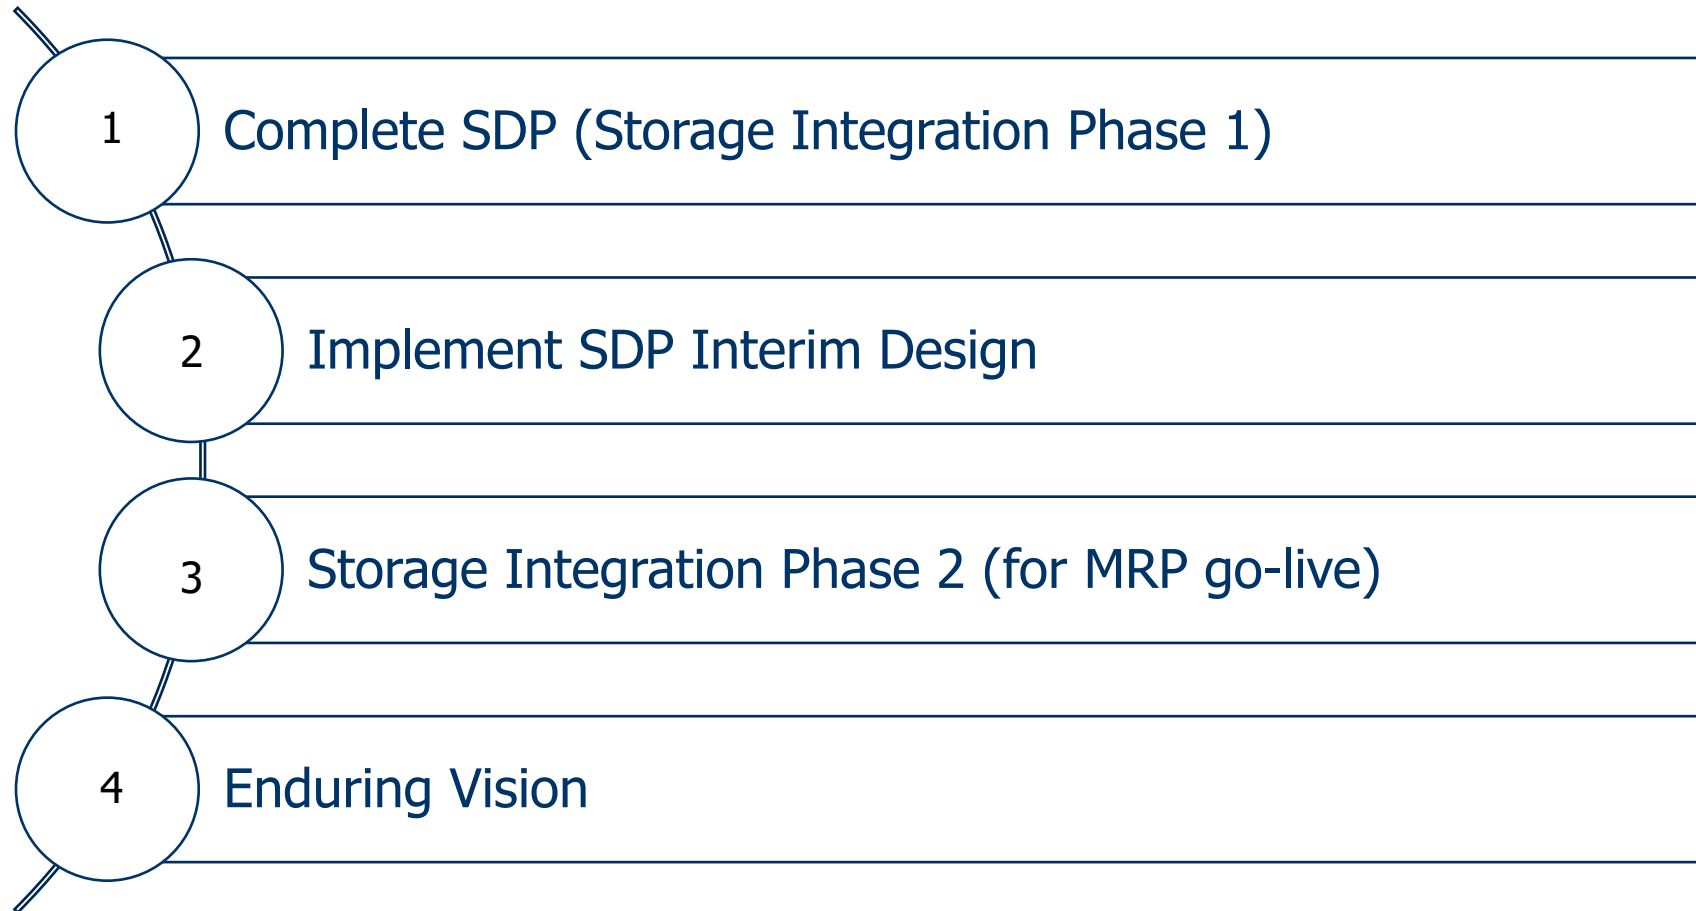 1
Complete SDP (Storage Integration Phase 1)
2
Implement SDP Interim Design
3
Storage Integration Phase 2 (for MRP go-live)
4
Enduring Vision